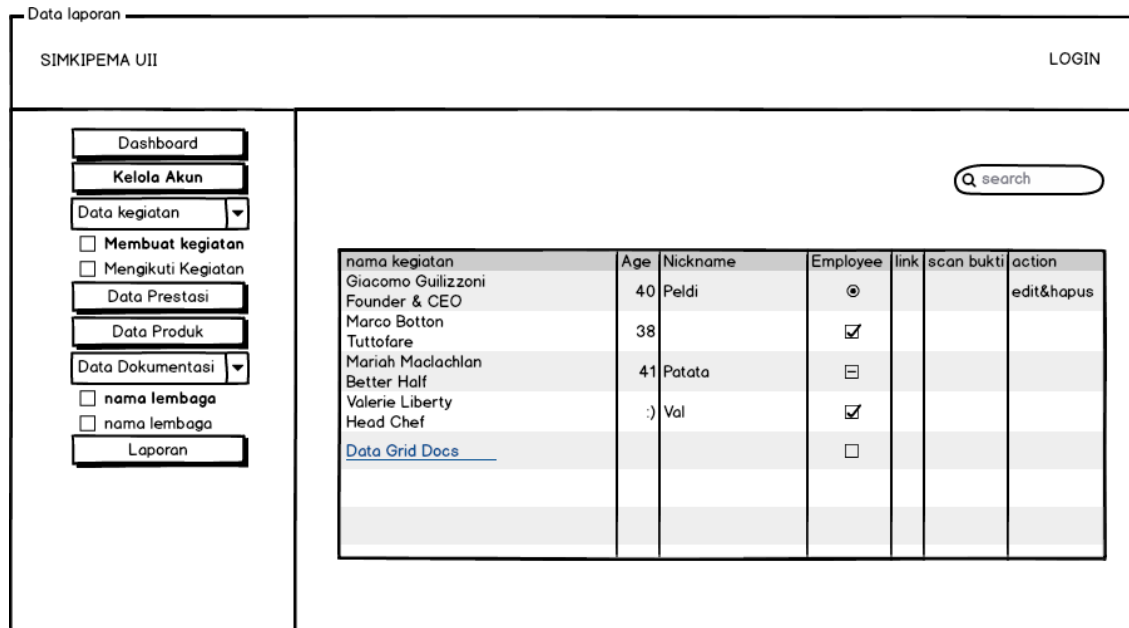 Data laporan
SIMKIPEMA UII
LOGIN
Dashboard
Kelola Akun
Data kegiatan
Membuat kegiatan
Mengikuti Kegiatan
Data Prestasi
Data Produk
Data Dokumentasi
nama lembaga
nama lembaga
Laporan
search
nama kegiatan Age Nickname Employee link scan bukti action
Giacomo Guilizzoni
Founder & CEO
40 Peldi edit&hapus
Marco Botton
Tuttofare
38
Mariah Maclachlan
Better Half
41 Patata
Valerie Liberty
Head Chef
:) Val
Data Grid Docs